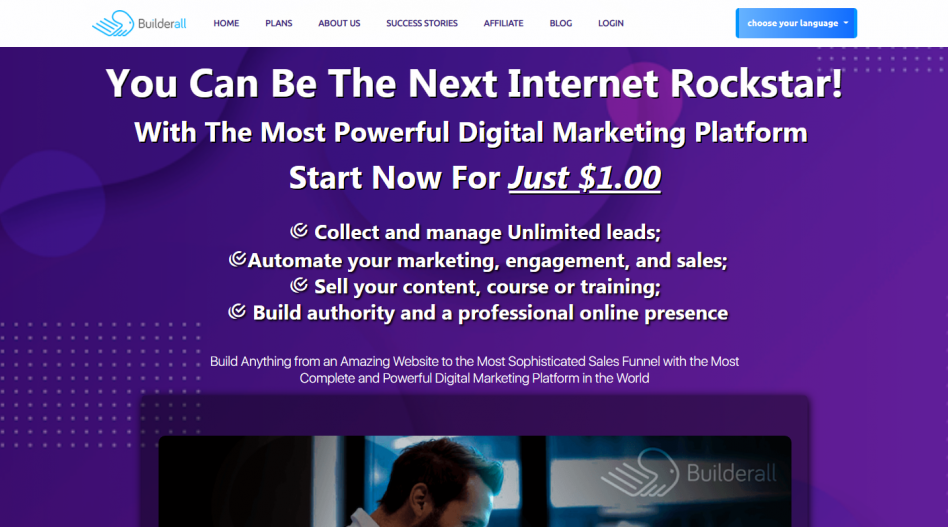 Builderall
HOME PLANS ABOUT US SUCCESS STORIES AFFILIATE BLOG LOGIN
choose your language
You Can Be The Next Internet Rockstar!
With The Most Powerful Digital Marketing Platform
Start Now For Just $1.00
Collect and manage Unlimited leads;
Automate your marketing, engagement, and sales;
Sell your content, course or training;
Build authority and a professional online presence
Build Anything from an Amazing Website to the Most Sophisticated Sales Funnel with the Most
Complete and Powerful Digital Marketing Platform in the World
Builderall